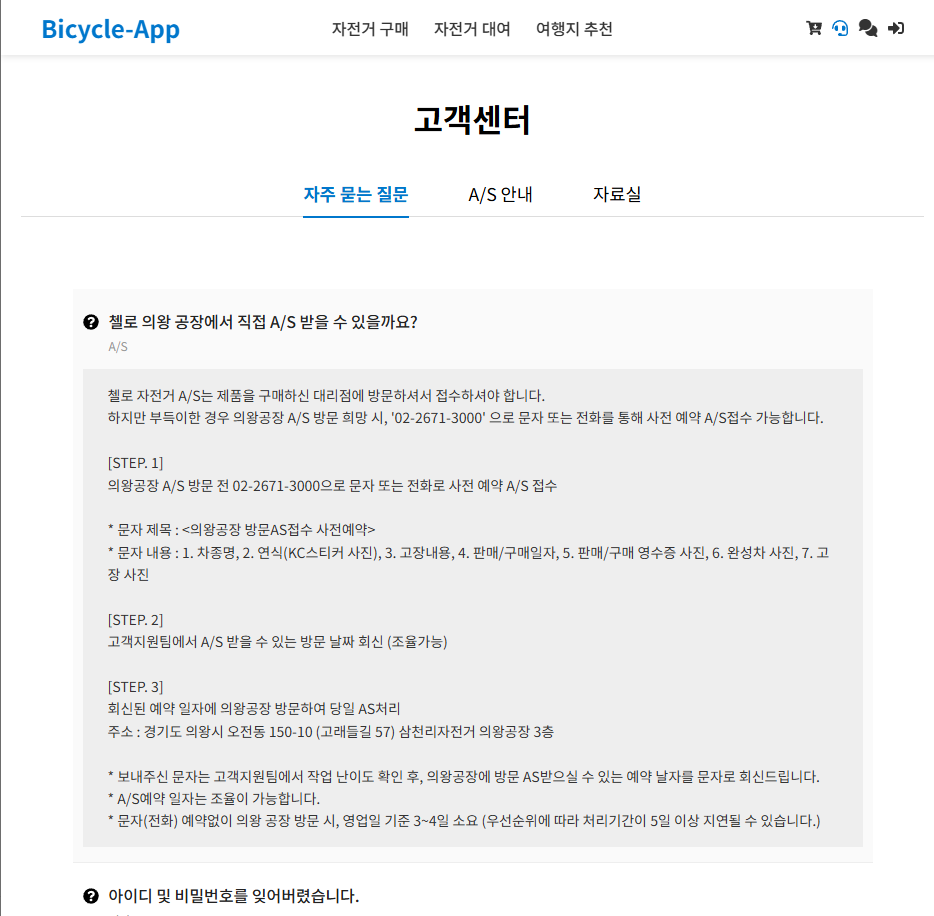 Bicycle-App
자전거 구매 자전거 대여 여행지 추천
고객센터
자주 묻는 질문 A/S 안내 자료실
첼로 의왕 공장에서 직접 A/S 받을 수 있을까요?
A/S
첼로 자전거 A/S는 제품을 구매하신 대리점에 방문하셔서 접수하셔야 합니다.
하지만 부득이한 경우 의왕공장 A/S 방문 희망 시, '02-2671-3000' 으로 문자 또는 전화를 통해 사전 예약 A/S접수 가능합니다.
[STEP. 1]
의왕공장 A/S 방문 전 02-2671-3000으로 문자 또는 전화로 사전 예약 A/S 접수
* 문자 제목 : <의왕공장 방문AS접수 사전예약>
* 문자 내용 : 1. 차종명, 2. 연식(KC스티커 사진), 3. 고장내용, 4. 판매/구매일자, 5. 판매/구매 영수증 사진, 6. 완성차 사진, 7. 고
장 사진
[STEP. 2]
고객지원팀에서 A/S 받을 수 있는 방문 날짜 회신 (조율가능)
[STEP. 3]
회신된 예약 일자에 의왕공장 방문하여 당일 AS처리
주소 : 경기도 의왕시 오전동 150-10 (고래들길 57) 삼천리자전거 의왕공장 3층
* 보내주신 문자는 고객지원팀에서 작업 난이도 확인 후, 의왕공장에 방문 AS받으실 수 있는 예약 날자를 문자로 회신드립니다.
* A/S예약 일자는 조율이 가능합니다.
* 문자(전화) 예약없이 의왕 공장 방문 시, 영업일 기준 3~4일 소요 (우선순위에 따라 처리기간이 5일 이상 지연될 수 있습니다.)
아이디 및 비밀번호를 잊어버렸습니다.